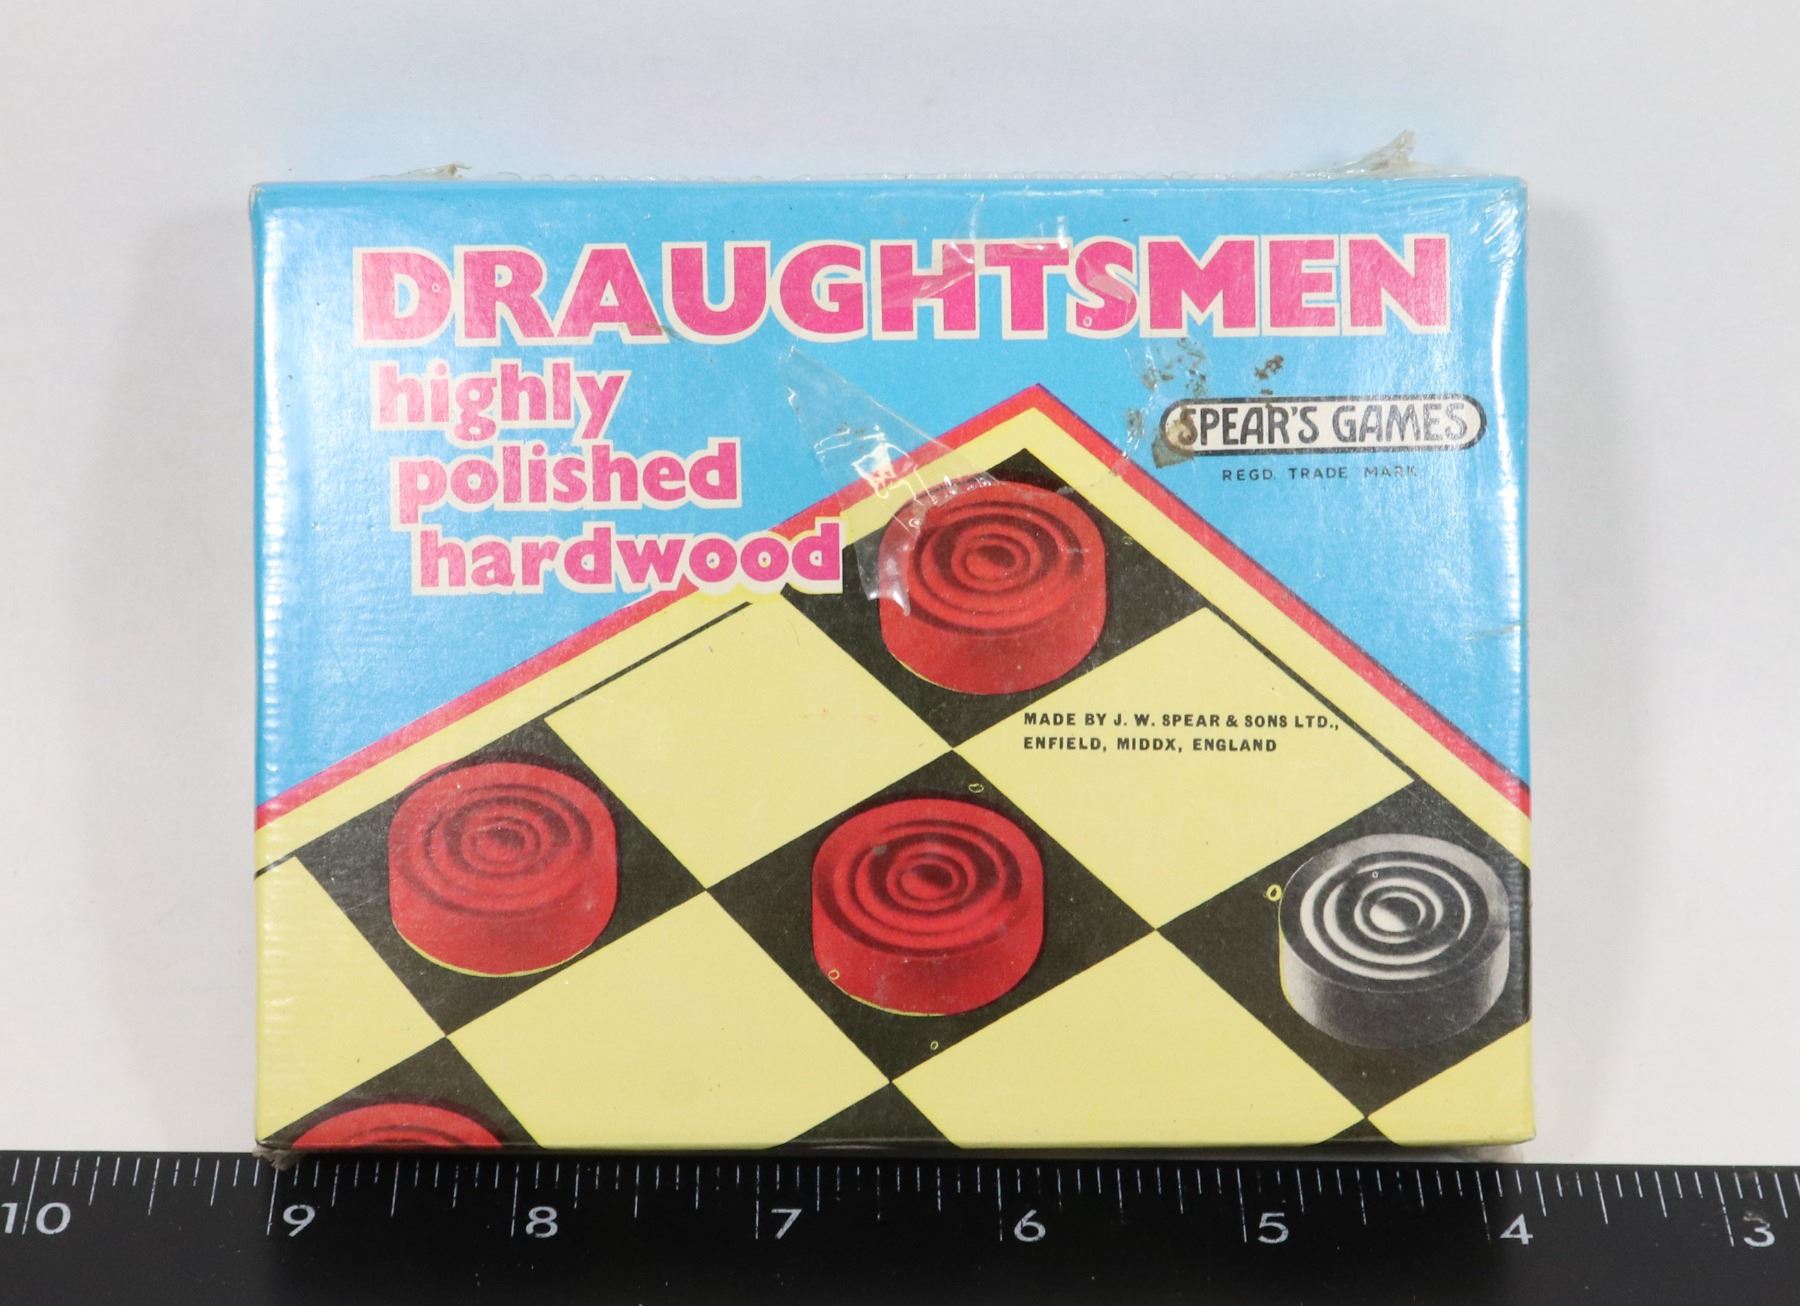 DRAUGHTSMEN
highly
polished
hardwood
SPEAR'S GAMES
REGD. TRADE MARK
MADE BY J. W. SPEAR & SONS LTD.,
ENFIELD, MIDDX, ENGLAND
10 9 8 7 6 5 4 3